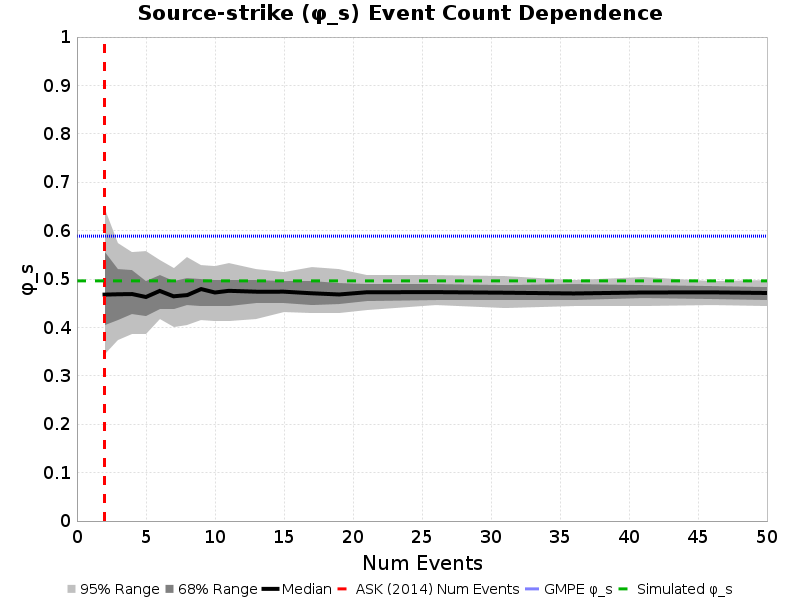 Source-strike (φ_s) Event Count Dependence
1
0.9
0.8
0.7
0.6
0.5
0.4
0.3
0.2
0.1
0
φ_s
0 5 10 15 20 25 30 35 40 45 50
Num Events
95% Range 68% Range Median ASK (2014) Num Events GMPE φ_s Simulated φ_s